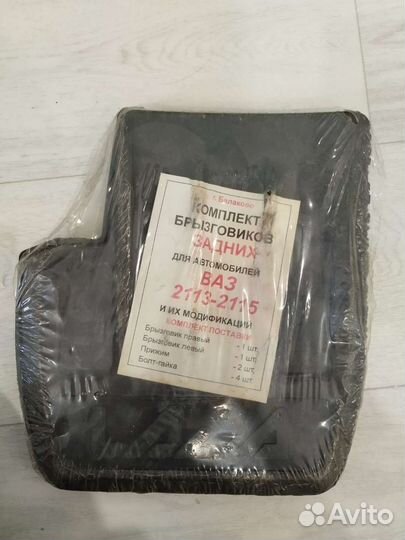 г. Балаково
КОМПЛЕКТ
БРЫЗГОВИКОВ
ЗАДНИХ
ДЛЯ АВТОМОБИЛЕЙ
ВАЗ
2113-2115
И ИХ МОДИФИКАЦИЙ
КОМПЛЕКТ ПОСТАВКИ
Брызговик правый - 1 шт.
Брызговик левый - 1 шт.
Прижим - 2 шт.
Болт-гайка - 4 шт.
Avito